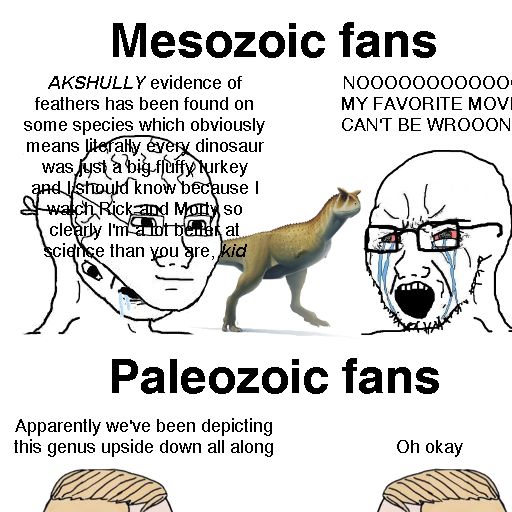 Mesozoic fans
AKSHULLY evidence of
feathers has been found on
some species which obviously
means literally every dinosaur
was just a big fluffy turkey
and I should know because I
watch Rick and Morty so
clearly I'm a lot better at
science than you are, kid
NOOOOOOOOOOOO
MY FAVORITE MOVI
CAN'T BE WROOON
Paleozoic fans
Apparently we've been depicting
this genus upside down all along
Oh okay